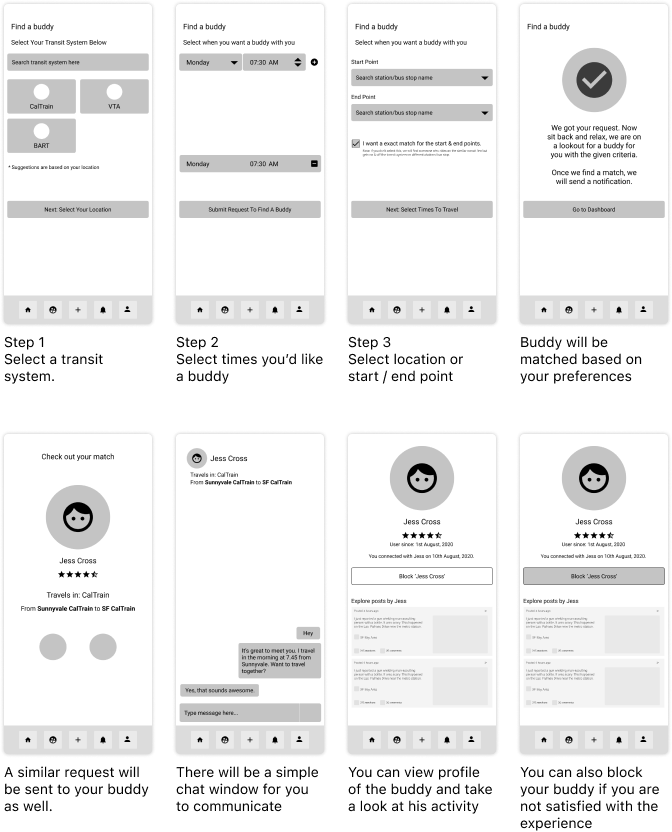 Find a buddy
Select Your Transit System Below
Search transit system here
CalTrain
VTA
BART
* Suggestions are based on your location
Next: Select Your Location
Step 1
Select a transit
system.
Find a buddy
Select when you want a buddy with you
Monday
07:30 AM
Monday
07:30 AM
Submit Request To Find A Buddy
Step 2
Select times you'd like
a buddy
Find a buddy
Select when you want a buddy with you
Start Point
Search station/bus stop name
End Point
Search station/bus stop name
I want a exact match for the start & end points.
Next: Select Times To Travel
Step 3
Select location or
start / end point
Find a buddy
We got your request. Now
sit back and relax, we are on
a lookout for a buddy for
you with the given criteria.
Once we find a match, we
will send a notification.
Go to Dashboard
Buddy will be
matched based on
your preferences
Check out your match
Jess Cross
Travels in: CalTrain
From Sunnyvale CalTrain to SF CalTrain
A similar request will
be sent to your buddy
as well.
Jess Cross
Travels in: CalTrain
From Sunnyvale CalTrain to SF CalTrain
Hey
It's great to meet you. I travel
in the morning at 7:45 from
Sunnyvale. Want to travel
togethwr?
Yes, that sounds awesome.
Type message here...
There will be a simple
chat window for you
to communicate
Jess Cross
User since: 1st August, 2020
You connected with Jess on 10th August, 2020.
Block 'Jess Cross'
Explore posts by Jess
You can view profile
of the buddy and take
a look at his activity
Jess Cross
User since: 1st August, 2020
You connected with Jess on 10th August, 2020.
Block 'Jess Cross'
Explore posts by Jess
You can also block
your buddy if you are
not satisfied with the
experience